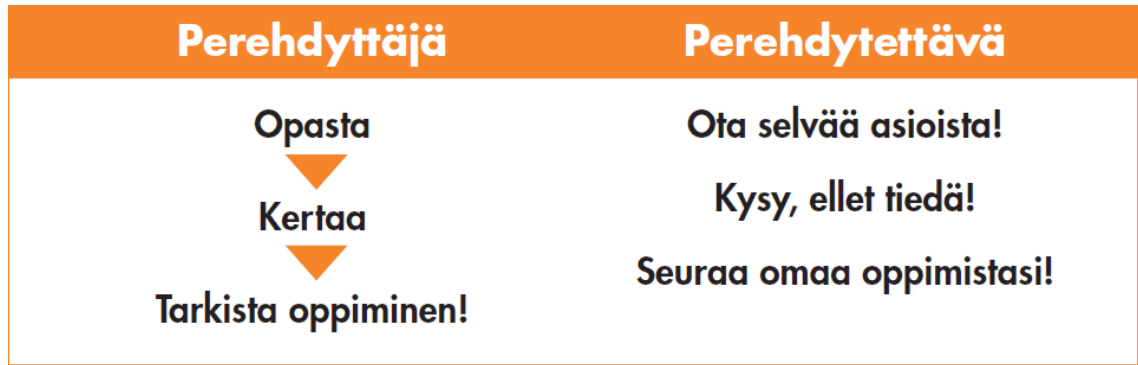 Perehdyttäjä
Opasta
Kertaa
Tarkista oppiminen!
Perehdytettävä
Ota selvää asioista!
Kysy, ellet tiedä!
Seuraa omaa oppimistasi!